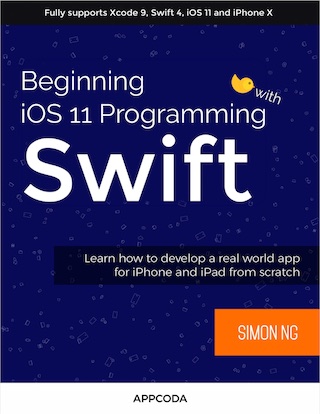 Fully supports Xcode 9, Swift 4, iOS 11 and iPhone X
Beginning
iOS 11 Programming
with
Swift
Learn how to develop a real world app
for iPhone and iPad from scratch
SIMON NG
APPCODA